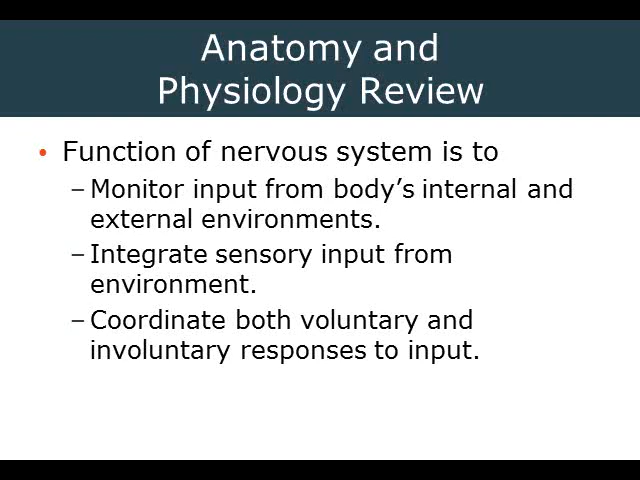 Anatomy and
Physiology Review
• Function of nervous system is to
– Monitor input from body’s internal and
external environments.
– Integrate sensory input from
environment.
– Coordinate both voluntary and
involuntary responses to input.